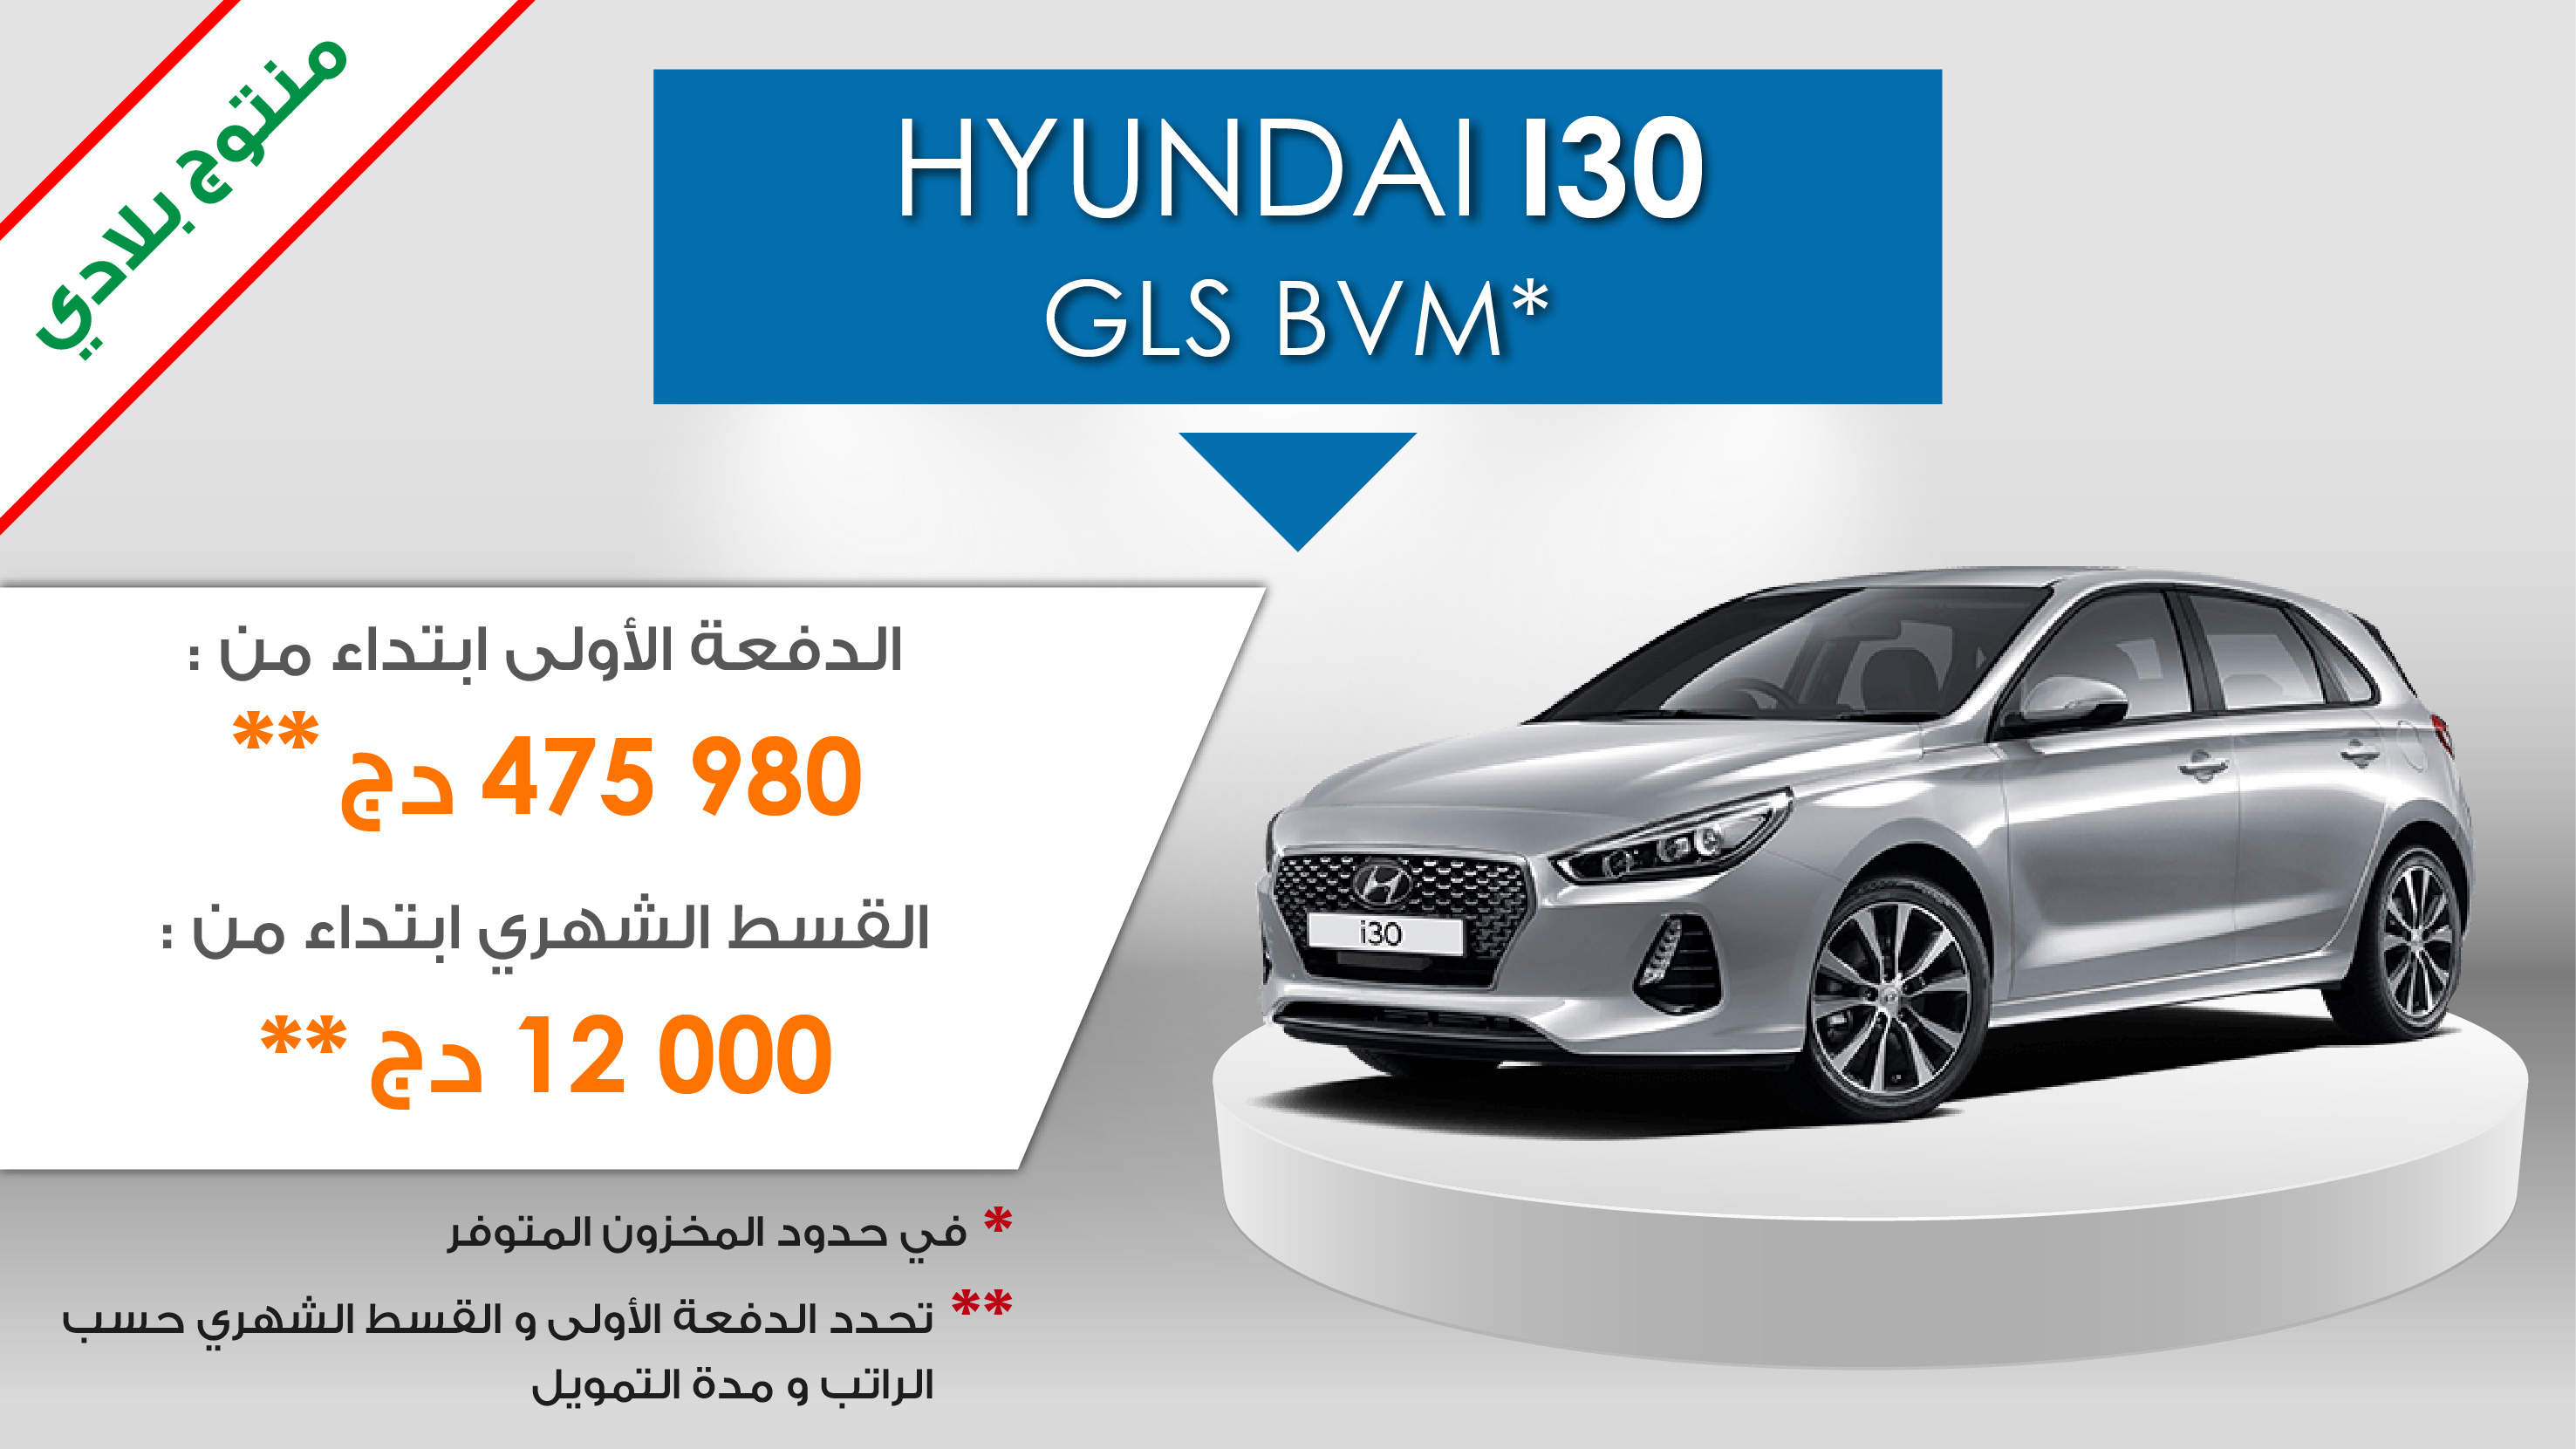 منتوج بلادي
HYUNDAI I30
GLS BVM*
الدفعة الأولى ابتداء من :
475 980 دج **
القسط الشهري ابتداء من :
12 000 دج **
i30
* في حدود المخزون المتوفر
** تحدد الدفعة الأولى و القسط الشهري حسب
الراتب و مدة التمويل